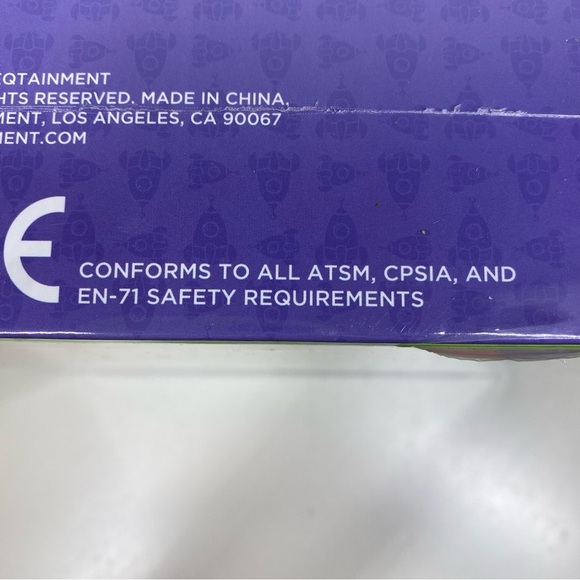 EQTAINMENT
HTS RESERVED. MADE IN CHINA,
MENT, LOS ANGELES, CA 90067
MENT.COM
CE
CONFORMS TO ALL ATSM, CPSIA, AND
EN-71 SAFETY REQUIREMENTS